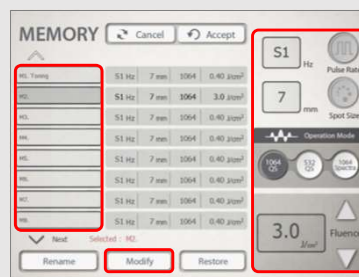 MEMORY Cancel Accept
M1. Toning S1 Hz 7 mm 1064 0.40 J/cm²
M2. S1 Hz 7 mm 1064 3.0 J/cm²
M3. S1 Hz 7 mm 1064 0.40 J/cm²
M4. S1 Hz 7 mm 1064 0.40 J/cm²
M5. S1 Hz 7 mm 1064 0.40 J/cm²
M6. S1 Hz 7 mm 1064 0.40 J/cm²
M7. S1 Hz 7 mm 1064 0.40 J/cm²
M8. S1 Hz 7 mm 1064 0.40 J/cm²
Next Selected : M2.
Rename Modify Restore
S1 Hz Pulse Rate
7 mm Spot Size
Operation Mode
1064 QS 532 QS 1064 Spectra
3.0 J/cm² Fluence